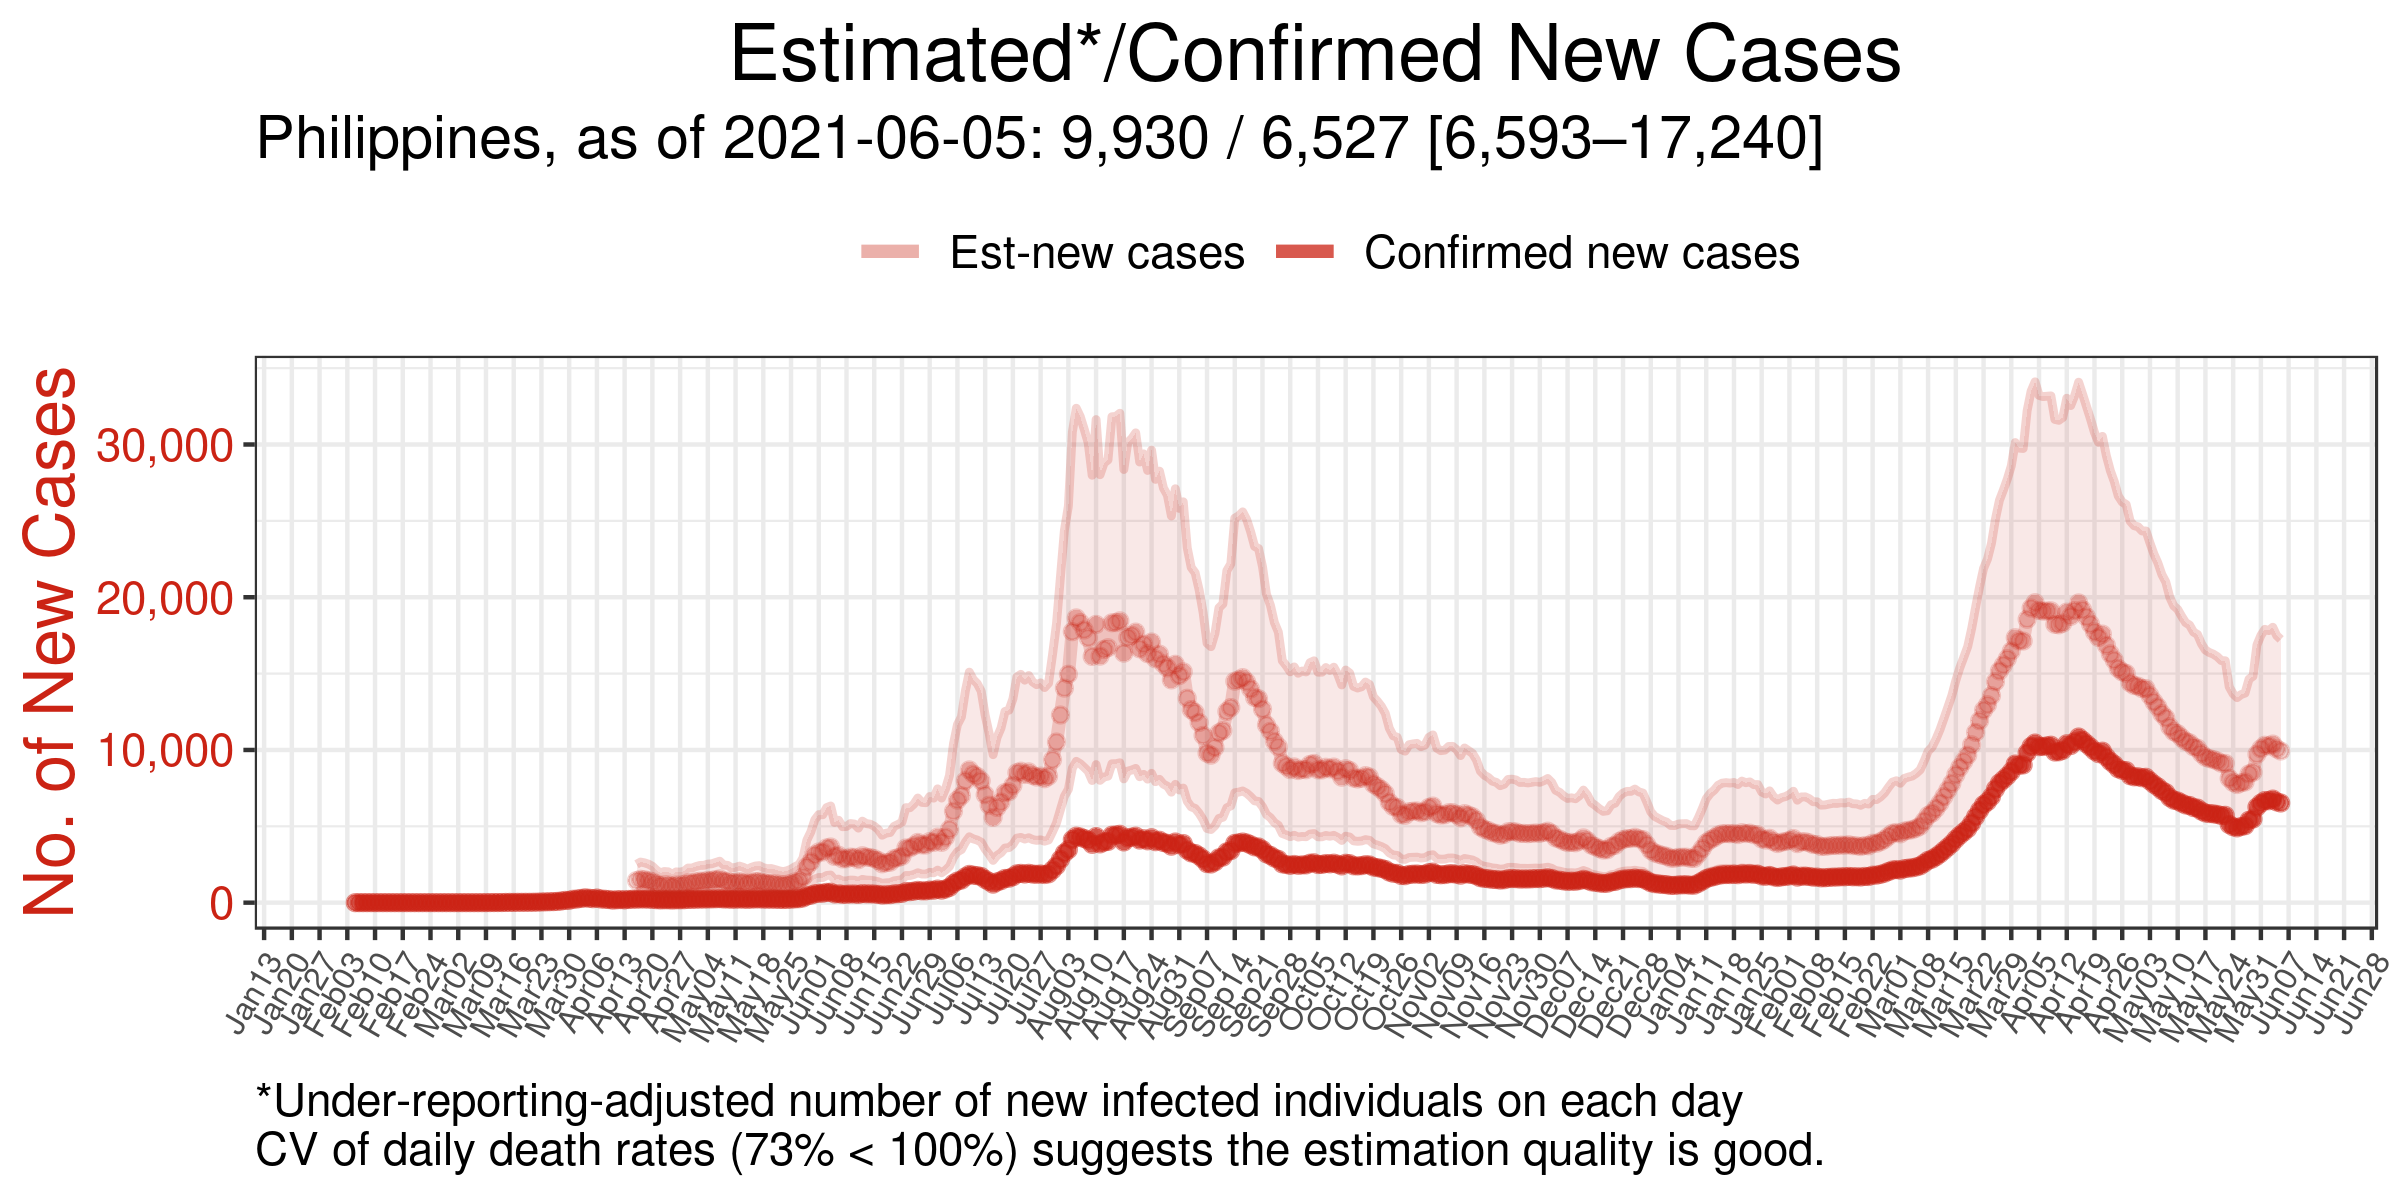 Estimated*/Confirmed New Cases
Philippines, as of 2021-06-05: 9,930 / 6,527 [6,593–17,240]
Est-new cases
Confirmed new cases
No. of New Cases
30,000
20,000
10,000
0
Jan13
Jan20
Jan27
Feb03
Feb10
Feb17
Feb24
Mar02
Mar09
Mar16
Mar23
Mar30
Apr06
Apr13
Apr20
Apr27
May04
May11
May18
May25
Jun01
Jun08
Jun15
Jun22
Jun29
Jul06
Jul13
Jul20
Jul27
Aug03
Aug10
Aug17
Aug24
Aug31
Sep07
Sep14
Sep21
Sep28
Oct05
Oct12
Oct19
Oct26
Nov02
Nov09
Nov16
Nov23
Nov30
Dec07
Dec14
Dec21
Dec28
Jan04
Jan11
Jan18
Jan25
Feb01
Feb08
Feb15
Feb22
Mar01
Mar08
Mar15
Mar22
Mar29
Apr05
Apr12
Apr19
Apr26
May03
May10
May17
May24
May31
Jun07
Jun14
Jun21
Jun28
*Under-reporting-adjusted number of new infected individuals on each day
CV of daily death rates (73% < 100%) suggests the estimation quality is good.